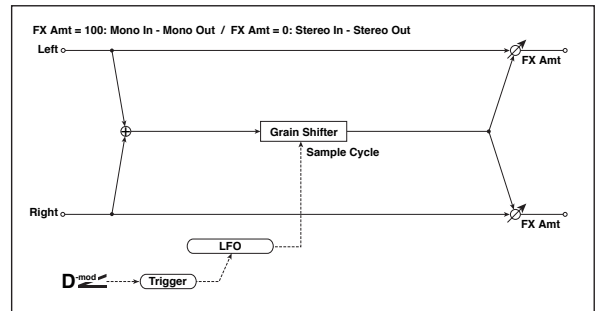 FX Amt = 100: Mono In - Mono Out / FX Amt = 0: Stereo In - Stereo Out
Left
FX Amt
Grain Shifter
Sample Cycle
Right
FX Amt
LFO
D-mod
Trigger